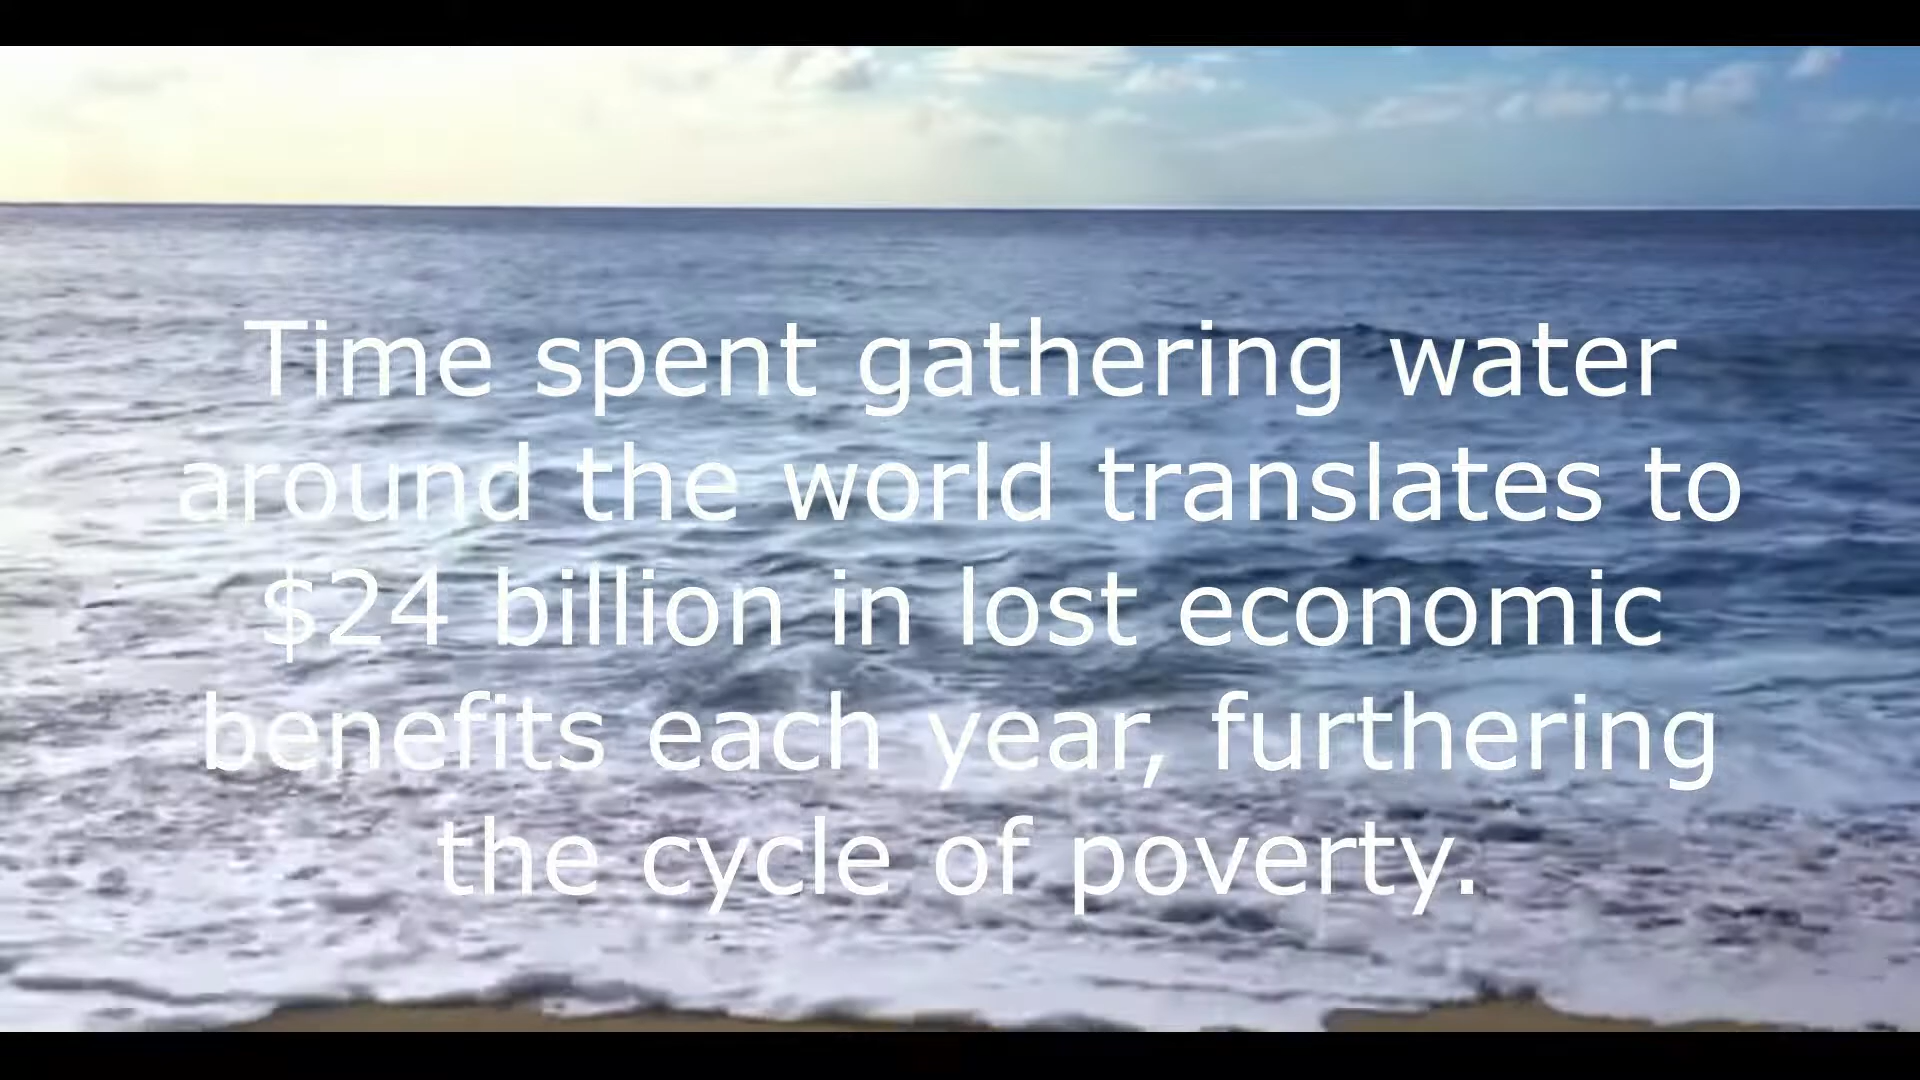 Time spent gathering water
around the world translates to
$24 billion in lost economic
benefits each year, furthering
the cycle of poverty.